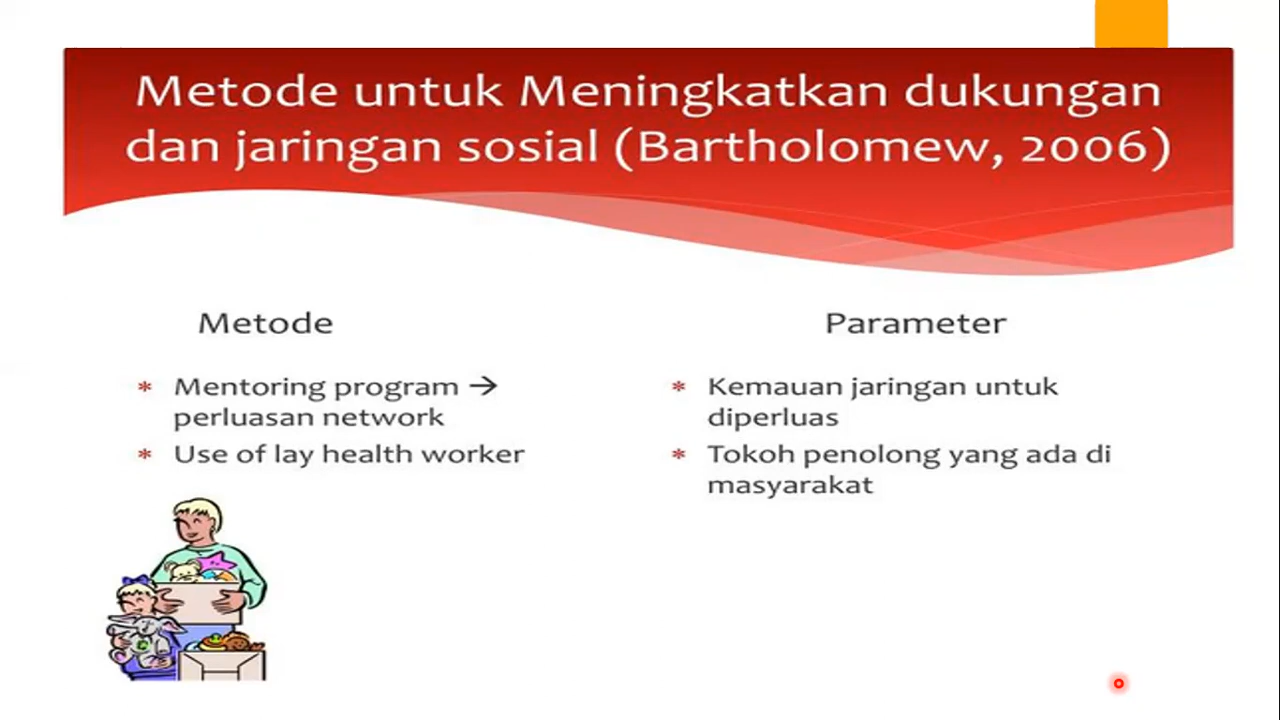 Metode untuk Meningkatkan dukungan
dan jaringan sosial (Bartholomew, 2006)
Metode
* Mentoring program →
perluasan network
* Use of lay health worker
Parameter
* Kemauan jaringan untuk
diperluas
* Tokoh penolong yang ada di
masyarakat